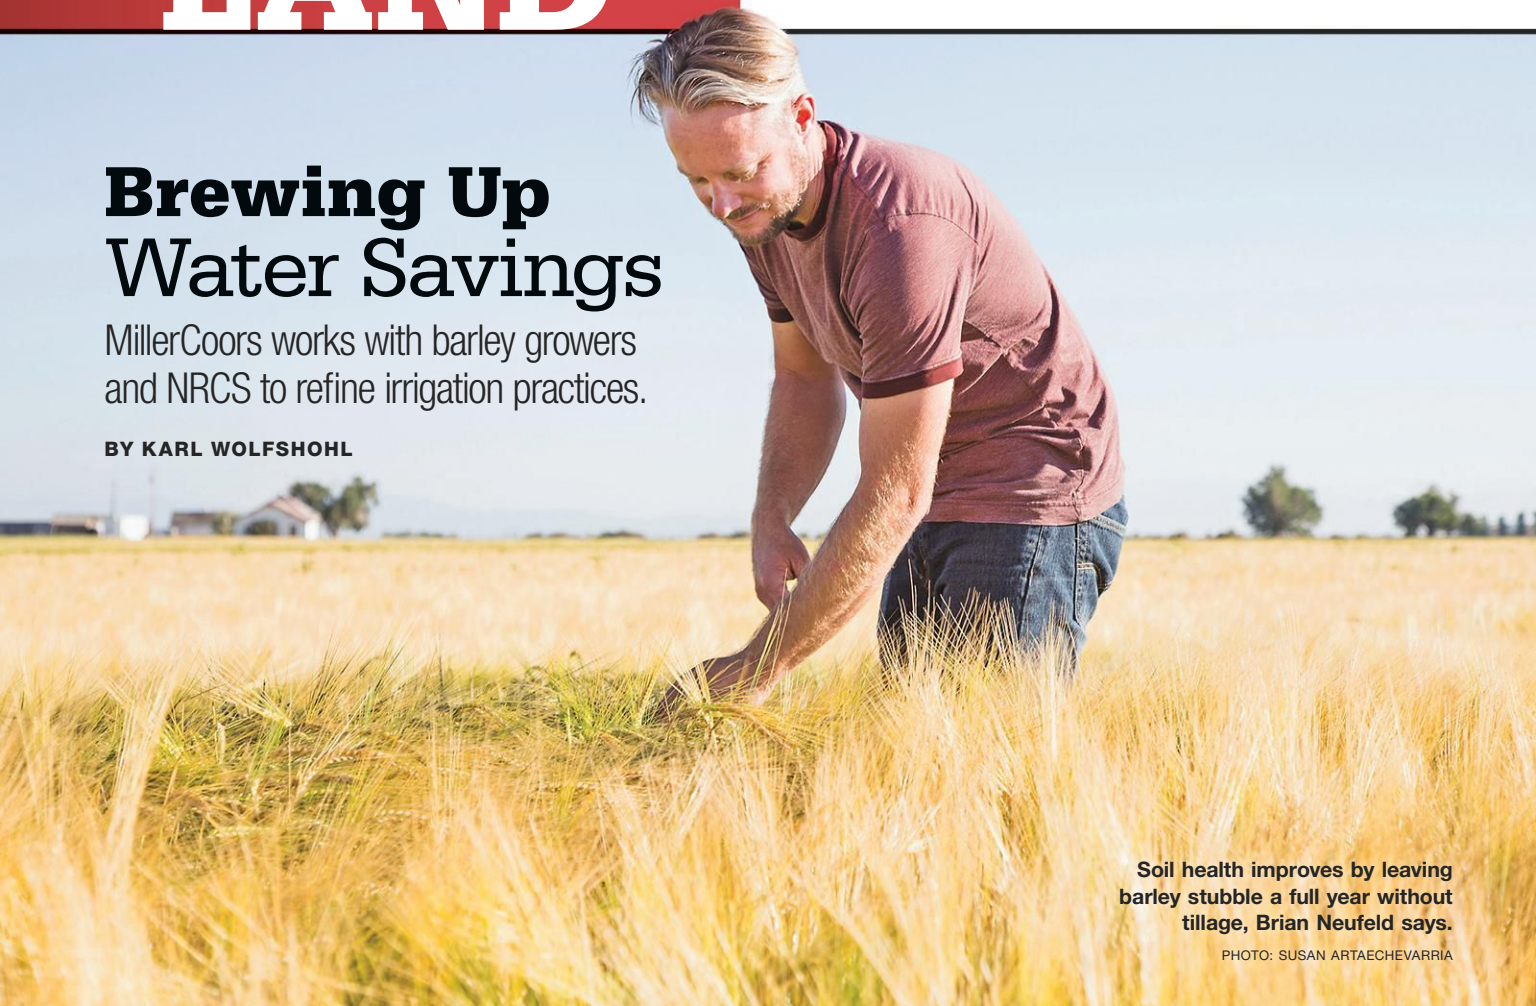 LAND
Brewing Up
Water Savings
MillerCoors works with barley growers
and NRCS to refine irrigation practices.
BY KARL WOLFSHOHL
Soil health improves by leaving
barley stubble a full year without
tillage, Brian Neufeld says.
PHOTO: SUSAN ARTAECHEVARRIA